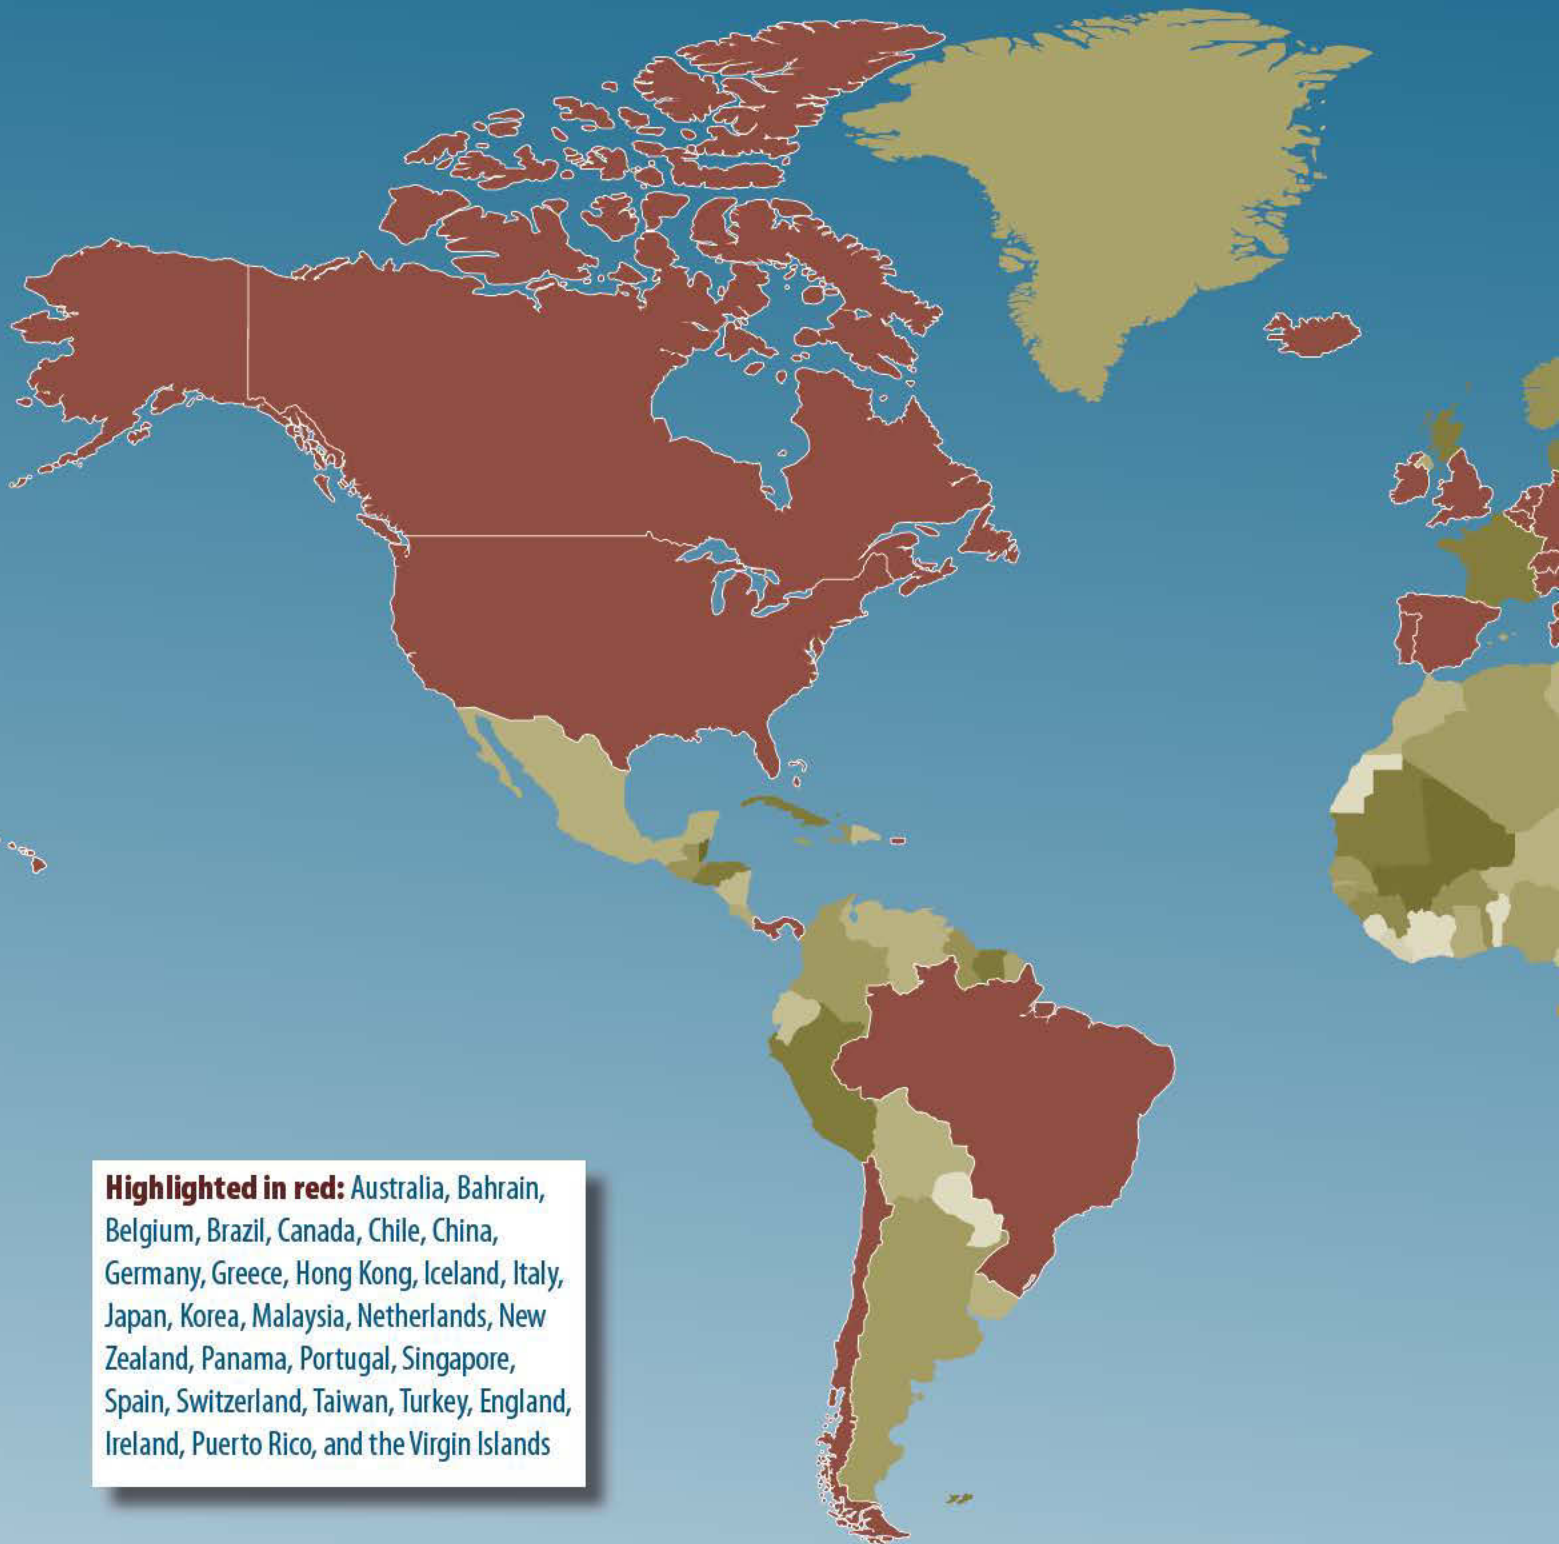 Highlighted in red: Australia, Bahrain,
Belgium, Brazil, Canada, Chile, China,
Germany, Greece, Hong Kong, Iceland, Italy,
Japan, Korea, Malaysia, Netherlands, New
Zealand, Panama, Portugal, Singapore,
Spain, Switzerland, Taiwan, Turkey, England,
Ireland, Puerto Rico, and the Virgin Islands